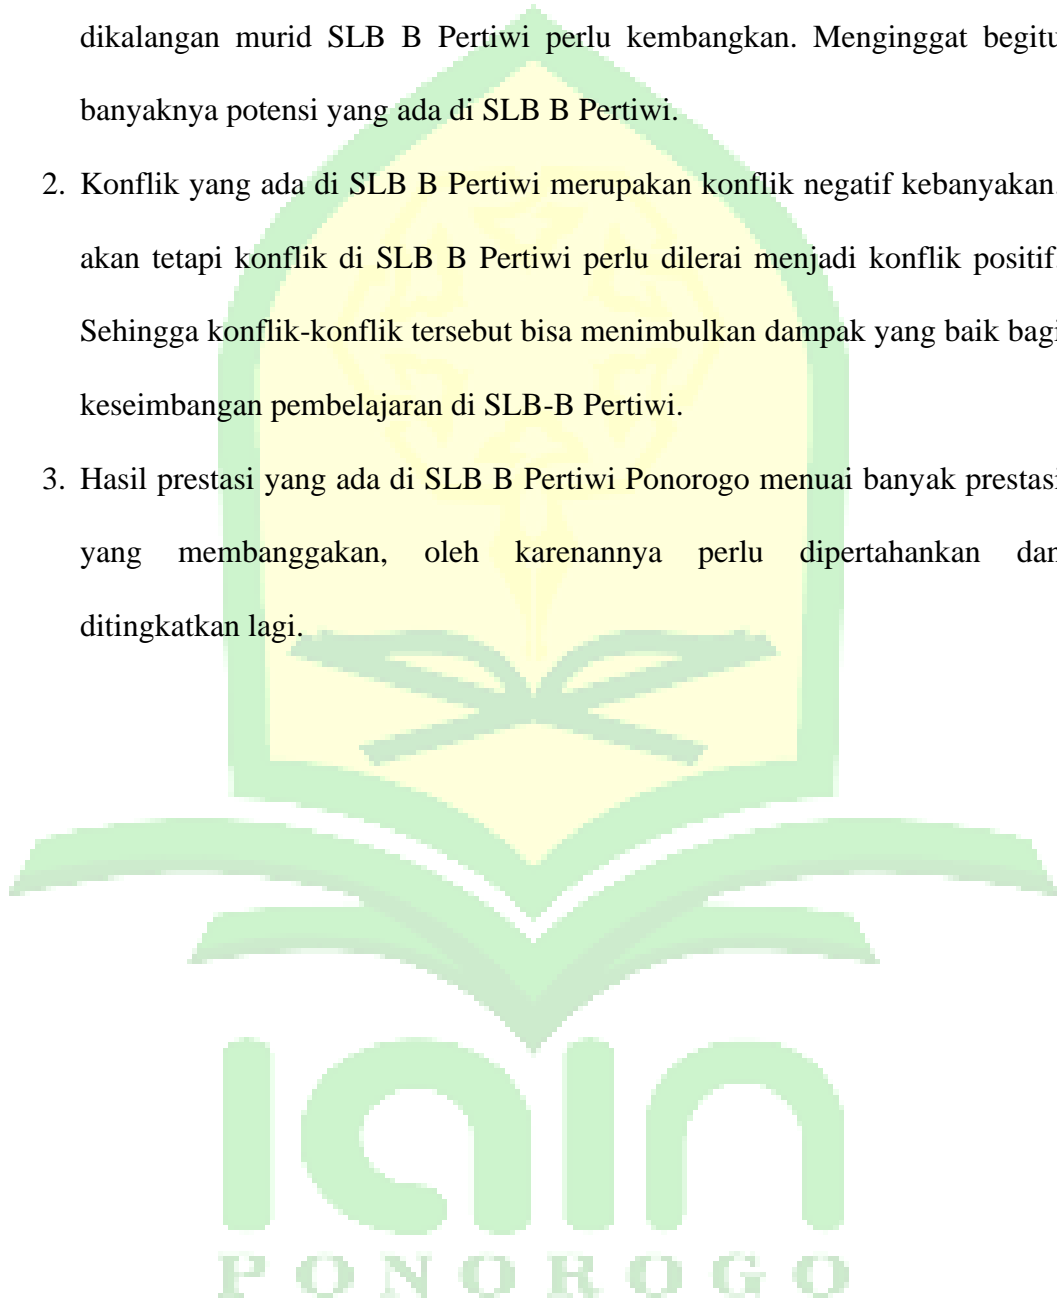 dikalangan murid SLB B Pertiwi perlu kembangkan. Menginggat begitu
banyaknya potensi yang ada di SLB B Pertiwi.
2. Konflik yang ada di SLB B Pertiwi merupakan konflik negatif kebanyakan.
akan tetapi konflik di SLB B Pertiwi perlu dilerai menjadi konflik positif.
Sehingga konflik-konflik tersebut bisa menimbulkan dampak yang baik bagi
keseimbangan pembelajaran di SLB-B Pertiwi.
3. Hasil prestasi yang ada di SLB B Pertiwi Ponorogo menuai banyak prestasi
yang membanggakan, oleh karenannya perlu dipertahankan dan
ditingkatkan lagi.
iain
PONOROGO